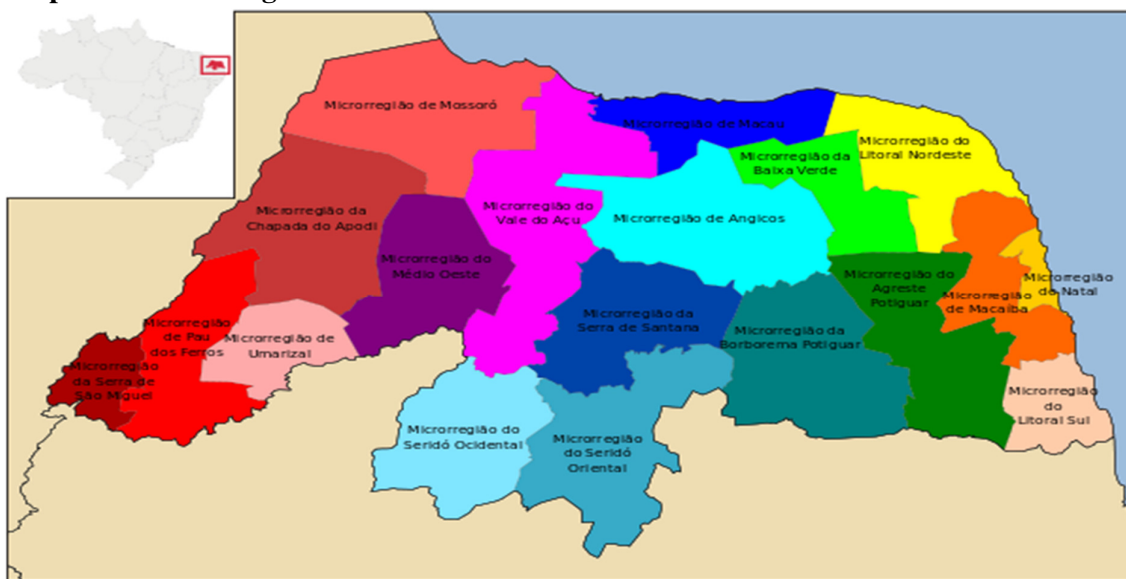 Microrregião de Mossoró
Microrregião de Macau
Microrregião do
Litoral Nordeste
Microrregião da
Baixa Verde
Microrregião da
Chapada do Apodi
Microrregião do
Vale do Açu
Microrregião de Angicos
Microrregião do
Médio Oeste
Microrregião do
Agreste
Potiguar
Microrregião
de Natal
Microrregião
de Macaíba
Microrregião
de Pau
dos Ferros
Microrregião de
Umarizal
Microrregião da
Serra de Santana
Microrregião da
Borborema Potiguar
Microrregião
da Serra de
São Miguel
Microrregião
do
Litoral Sul
Microrregião do
Seridó Ocidental
Microrregião
do Seridó
Oriental